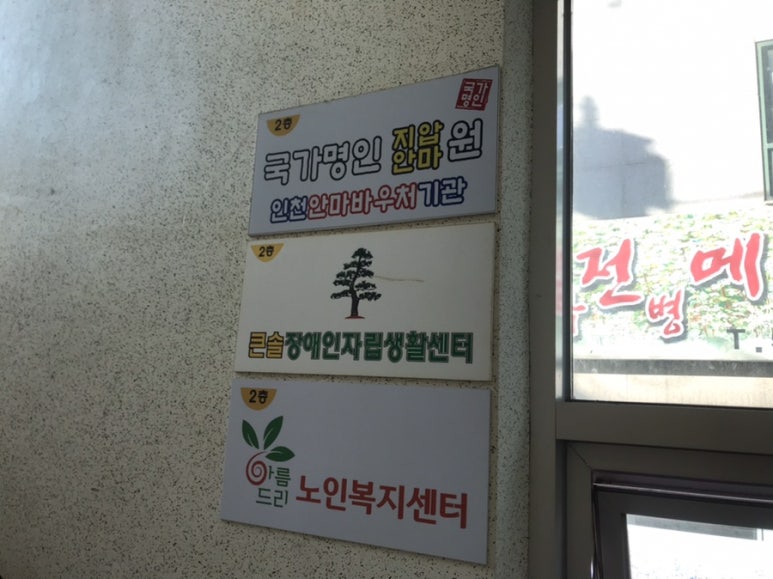 2층
국가명인
국가명인 지압안마원
인천안마바우처기관
2층
큰솔장애인자립생활센터
2층
아름드리 노인복지센터
전병메